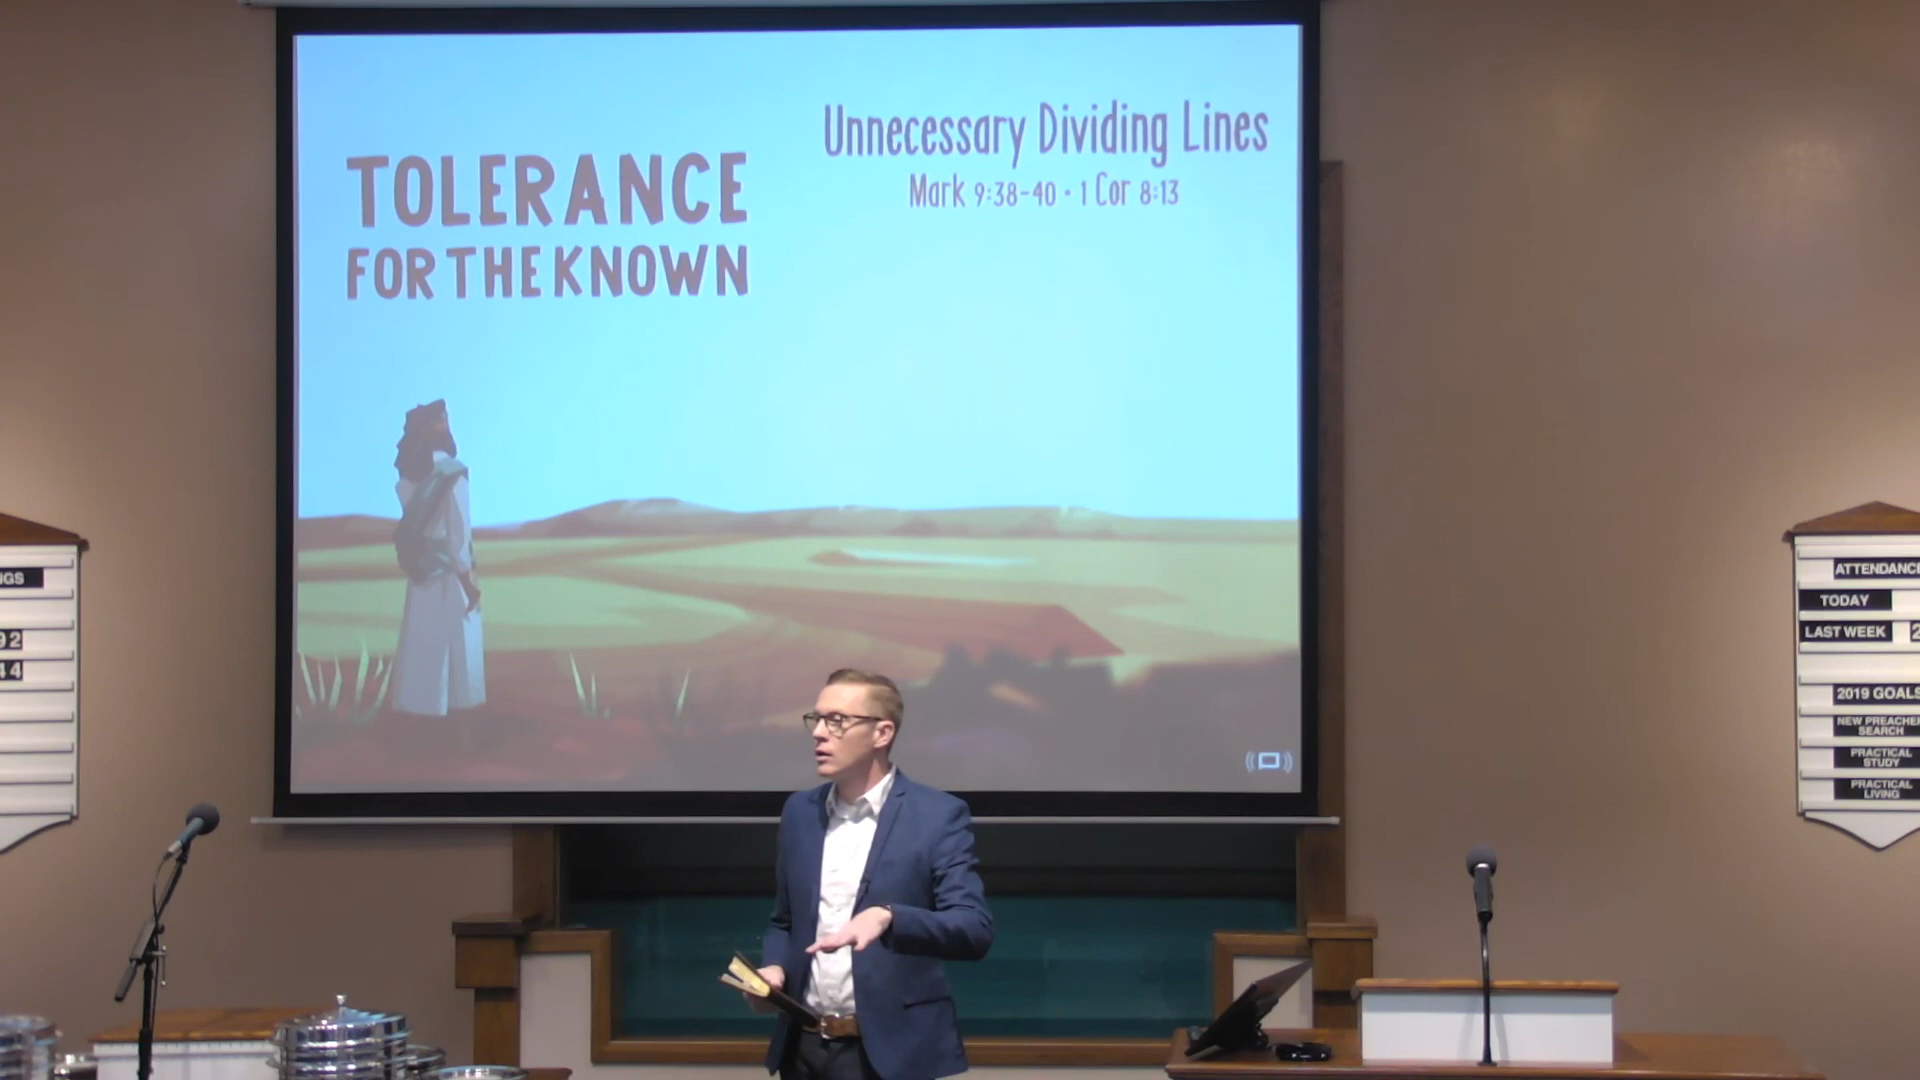 TOLERANCE
FOR THE KNOWN
Unnecessary Dividing Lines
Mark 9:38-40 · 1 Cor 8:13
ATTENDANCE
TODAY
LAST WEEK
2019 GOALS
NEW PREACHER
SEARCH
PRACTICAL
STUDY
PRACTICAL
LIVING